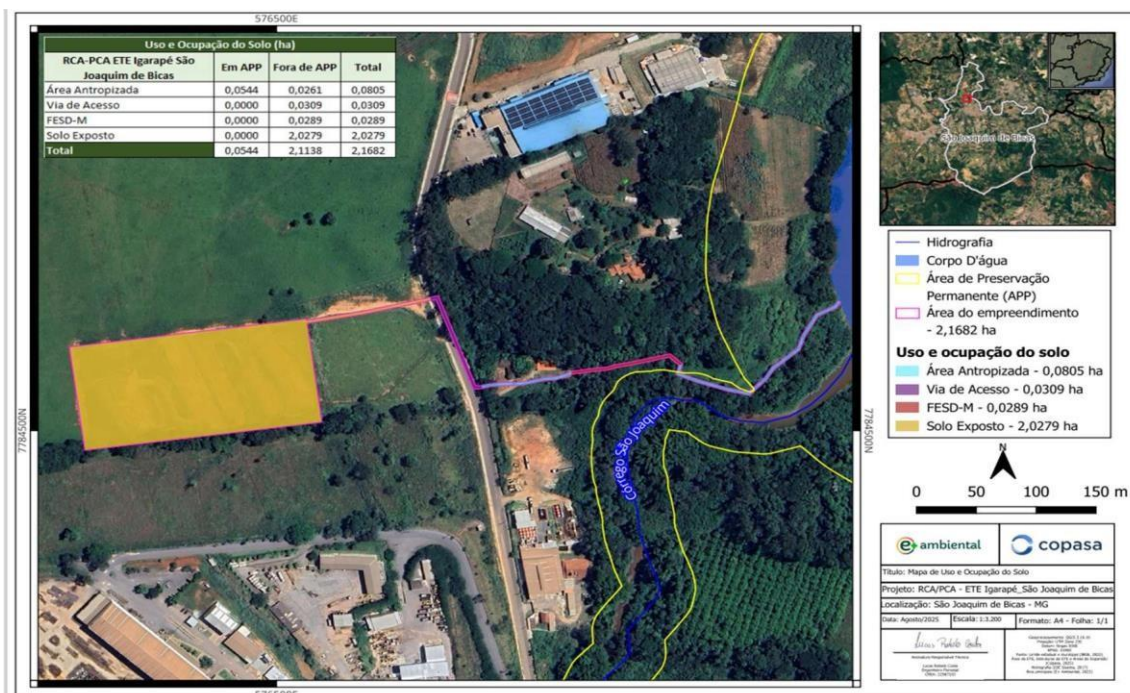 576500E
Uso e Ocupação do Solo (ha)
RCA-PCA ETE Igarapé São Joaquim de Bicas Em APP Fora de APP Total
Área Antropizada 0,0544 0,0261 0,0805
Via de Acesso 0,0000 0,0309 0,0309
FESD-M 0,0000 0,0289 0,0289
Solo Exposto 0,0000 2,0279 2,0279
Total 0,0544 2,1138 2,1682
7784500N
Córrego São Joaquim
7784500N
576500E
São Joaquim de Bicas
Hidrografia
Corpo D'água
Área de Preservação
Permanente (APP)
Área do empreendimento
- 2,1682 ha
Uso e ocupação do solo
Área Antropizada - 0,0805 ha
Via de Acesso - 0,0309 ha
FESD-M - 0,0289 ha
Solo Exposto - 2,0279 ha
N
0 50 100 150 m
e+ambiental
copasa
Título: Mapa de Uso e Ocupação do Solo
Projeto: RCA/PCA - ETE Igarapé_São Joaquim de Bicas
Localização: São Joaquim de Bicas - MG
Data: Agosto/2025 Escala: 1:3.200 Formato: A4 - Folha: 1/1